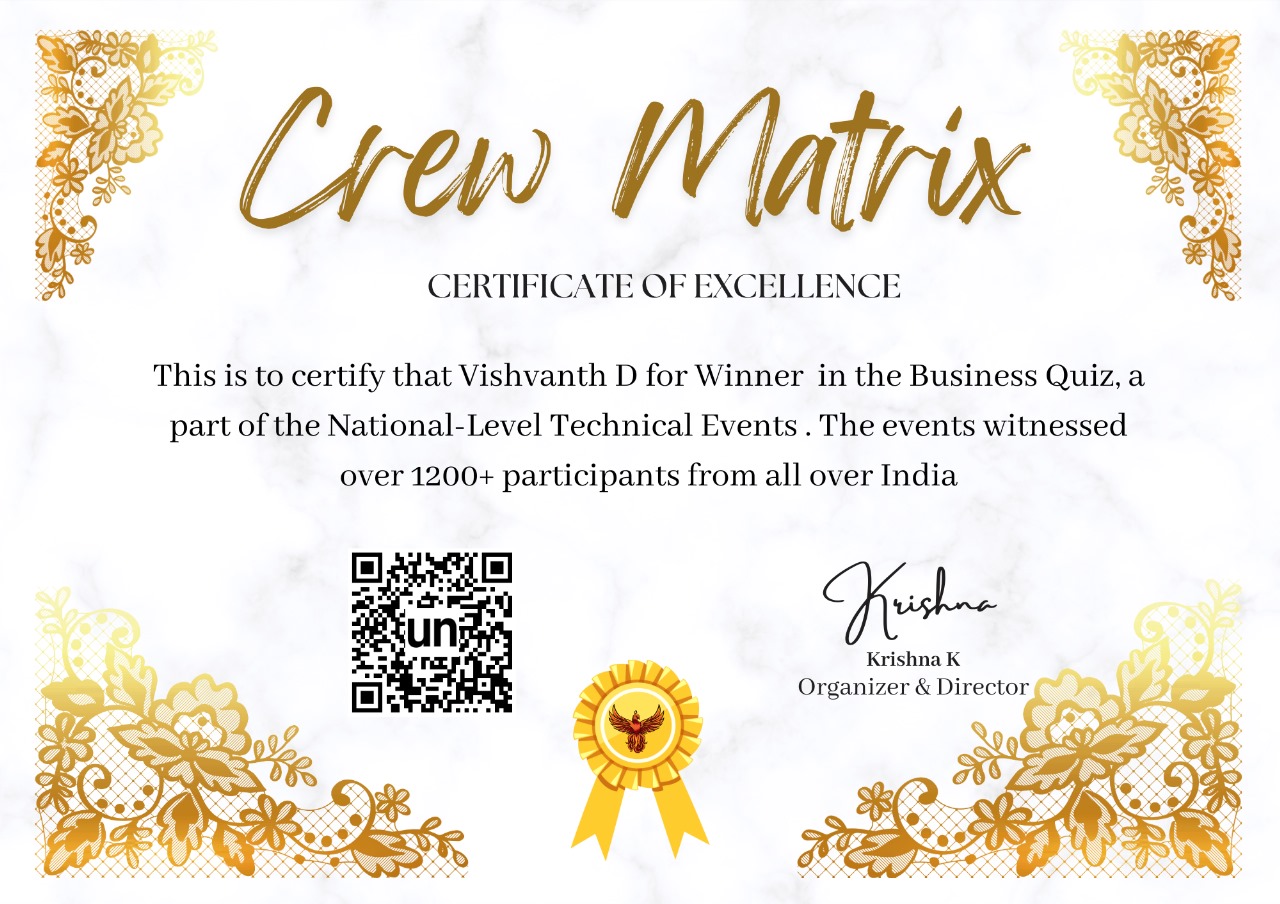 Crew Matrix
CERTIFICATE OF EXCELLENCE
This is to certify that Vishvanth D for Winner  in the Business Quiz, a
part of the National-Level Technical Events . The events witnessed
over 1200+ participants from all over India
un
Krishna
Krishna K
Organizer & Director